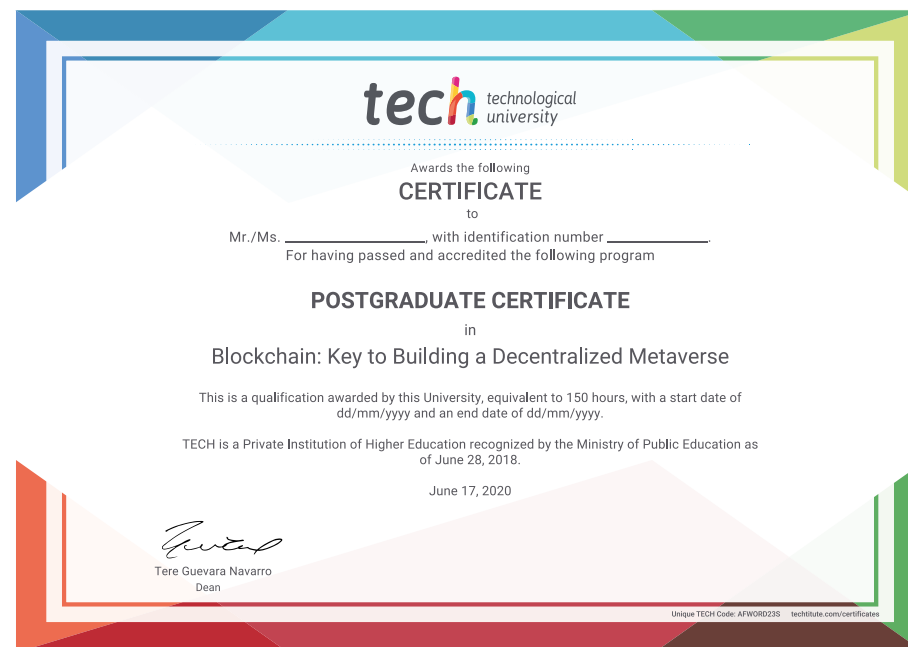 tech technological
university
Awards the following
CERTIFICATE
to
Mr./Ms. ____________, with identification number ____________.
For having passed and accredited the following program
POSTGRADUATE CERTIFICATE
in
Blockchain: Key to Building a Decentralized Metaverse
This is a qualification awarded by this University, equivalent to 150 hours, with a start date of
dd/mm/yyyy and an end date of dd/mm/yyyy.
TECH is a Private Institution of Higher Education recognized by the Ministry of Public Education as
of June 28, 2018.
June 17, 2020
Tere Guevara Navarro
Dean
Unique TECH Code: AFWORD23S techtitute.com/certificates